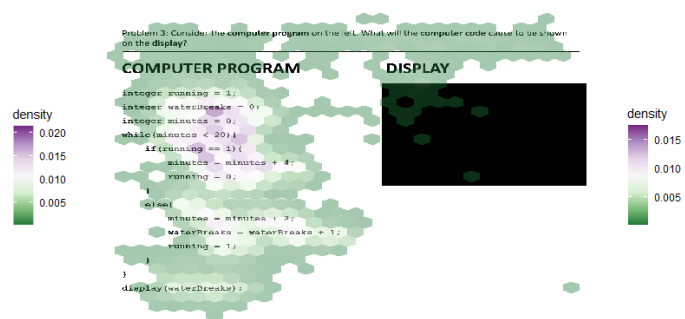 Problem 3: Consider the computer program on the left. What will the computer code cause to be shown
on the display?
COMPUTER PROGRAM
DISPLAY
integer running = 1;
integer waterBreaks = 0;
integer minutes = 0;
while(minutes < 20){
if(running == 1){
minutes = minutes + 4;
running = 0;
}
else{
minutes = minutes + 2;
waterBreaks = waterBreaks + 1;
running = 1;
}
}
display(waterBreaks);
density
0.020
0.015
0.010
0.005
density
0.015
0.010
0.005